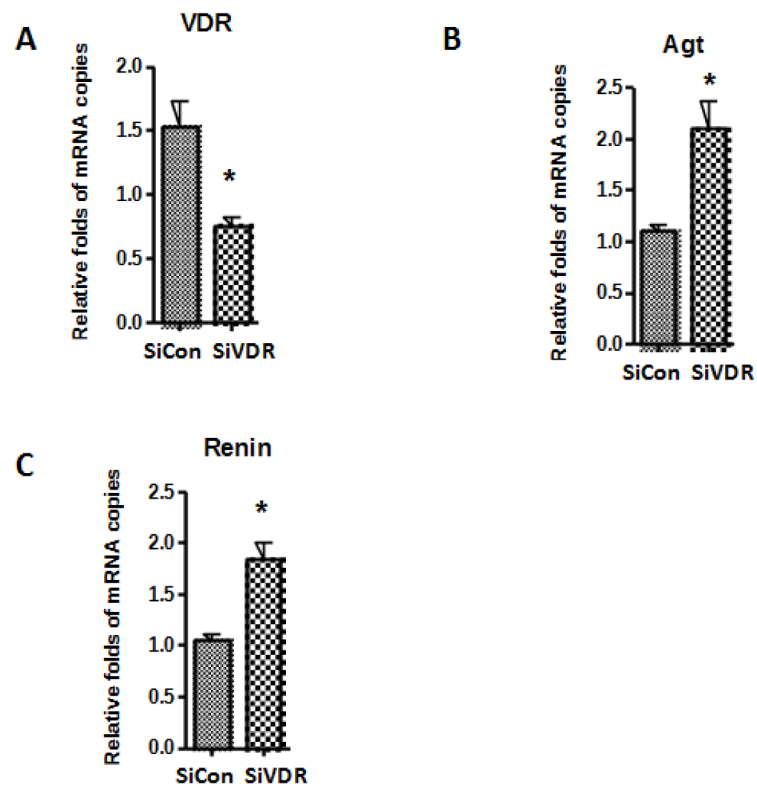 A
VDR
Relative folds of mRNA copies
2.0
1.5
1.0
0.5
0.0
*
SiCon SiVDR
B
Agt
Relative folds of mRNA copies
2.5
2.0
1.5
1.0
0.5
0.0
*
SiCon SiVDR
C
Renin
Relative folds of mRNA copies
2.5
2.0
1.5
1.0
0.5
0.0
*
SiCon SiVDR